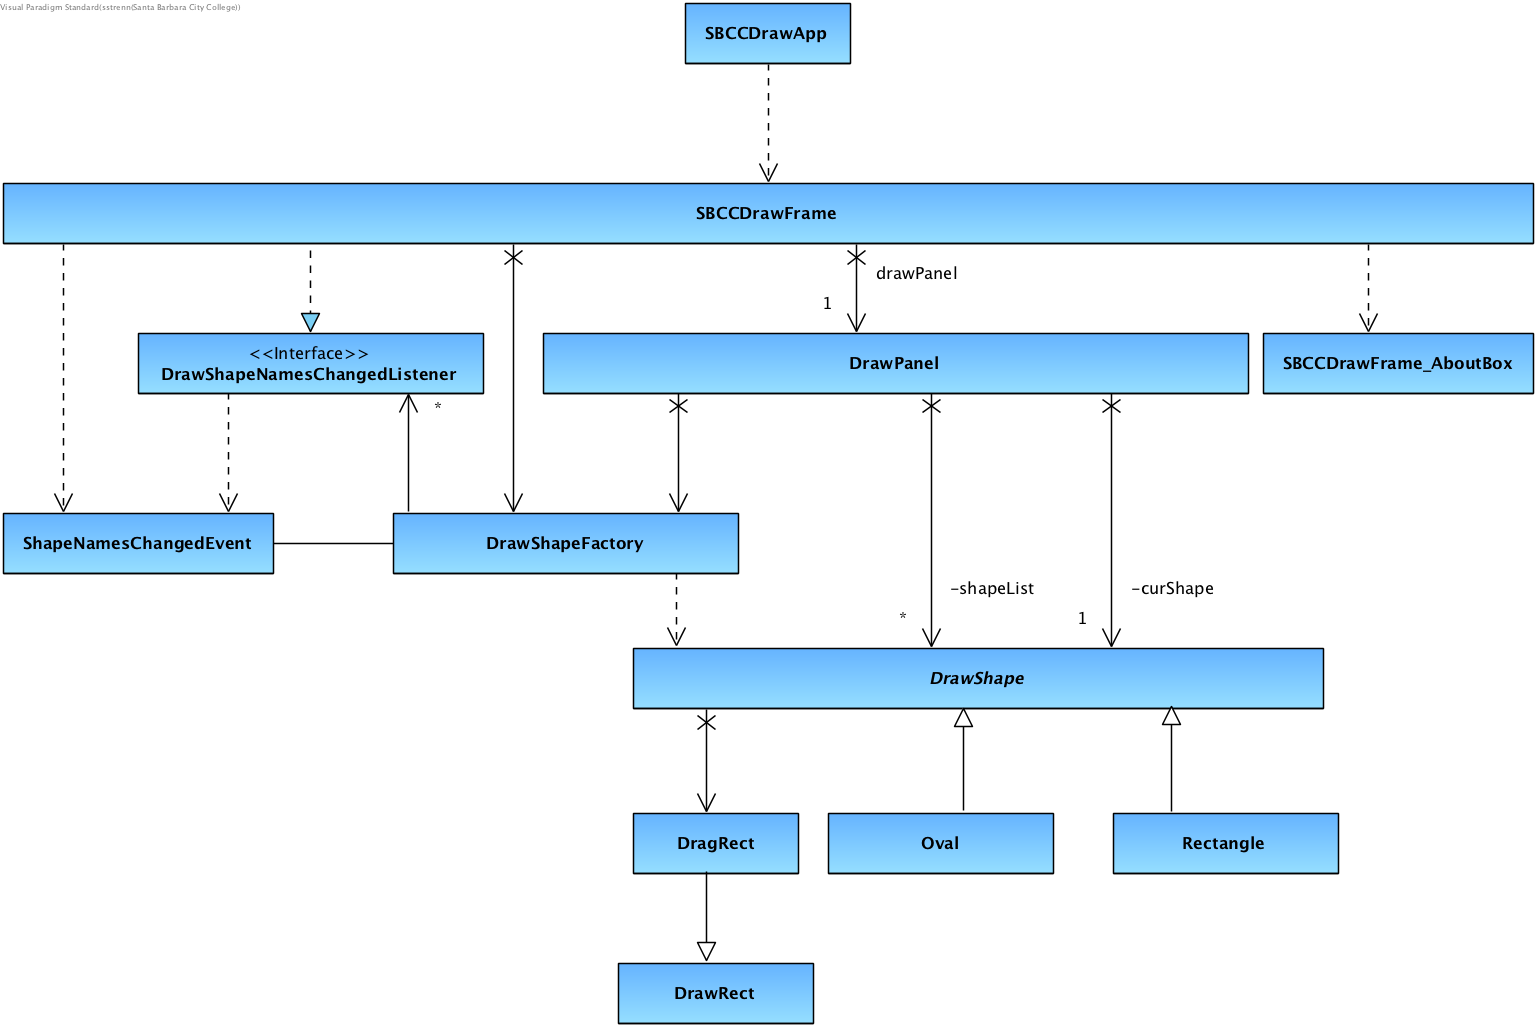 Visual Paradigm Standard(sstrenn(Santa Barbara City College))
SBCCDrawApp
SBCCDrawFrame
drawPanel
1
<<Interface>>
DrawShapeNamesChangedListener
DrawPanel
SBCCDrawFrame_AboutBox
*
ShapeNamesChangedEvent
DrawShapeFactory
-shapeList
-curShape
*
1
DrawShape
DragRect
Oval
Rectangle
DrawRect